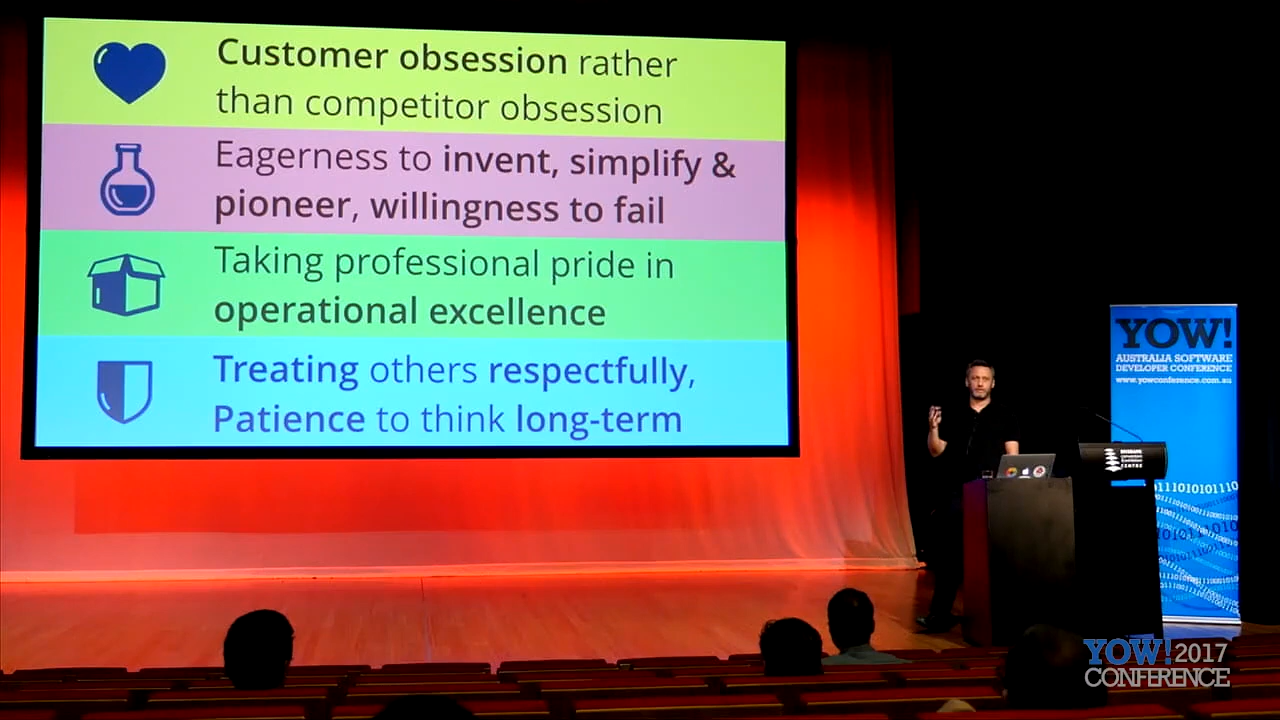 Customer obsession rather
than competitor obsession
Eagerness to invent, simplify &
pioneer, willingness to fail
Taking professional pride in
operational excellence
Treating others respectfully,
Patience to think long-term
YOW!
AUSTRALIA SOFTWARE
DEVELOPER CONFERENCE
www.yowconference.com.au
BRISBANE
CENTRE
YOW! 2017
CONFERENCE